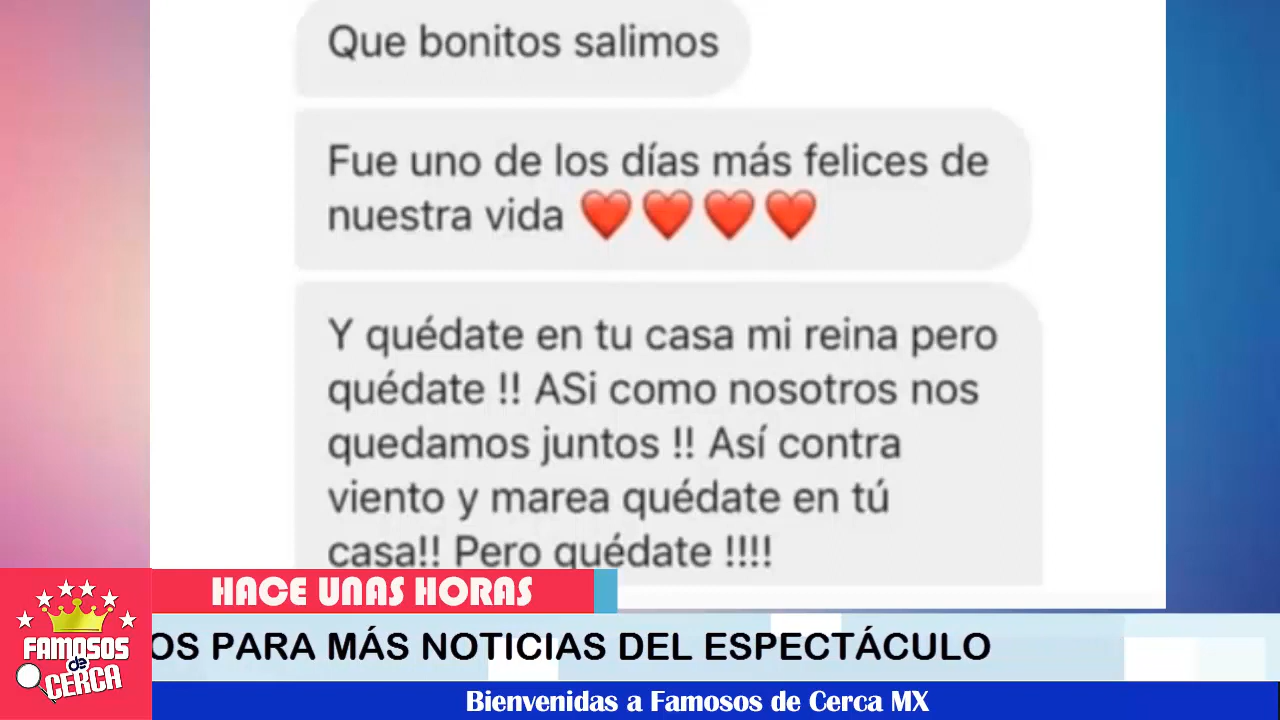 Que bonitos salimos
Fue uno de los días más felices de
nuestra vida ❤️❤️❤️❤️
Y quédate en tu casa mi reina pero
quédate !! ASi como nosotros nos
quedamos juntos !! Así contra
viento y marea quédate en tú
casa!! Pero quédate !!!!
HACE UNAS HORAS
OS PARA MÁS NOTICIAS DEL ESPECTÁCULO
FAMOSOS
de
CERCA
Bienvenidas a Famosos de Cerca MX